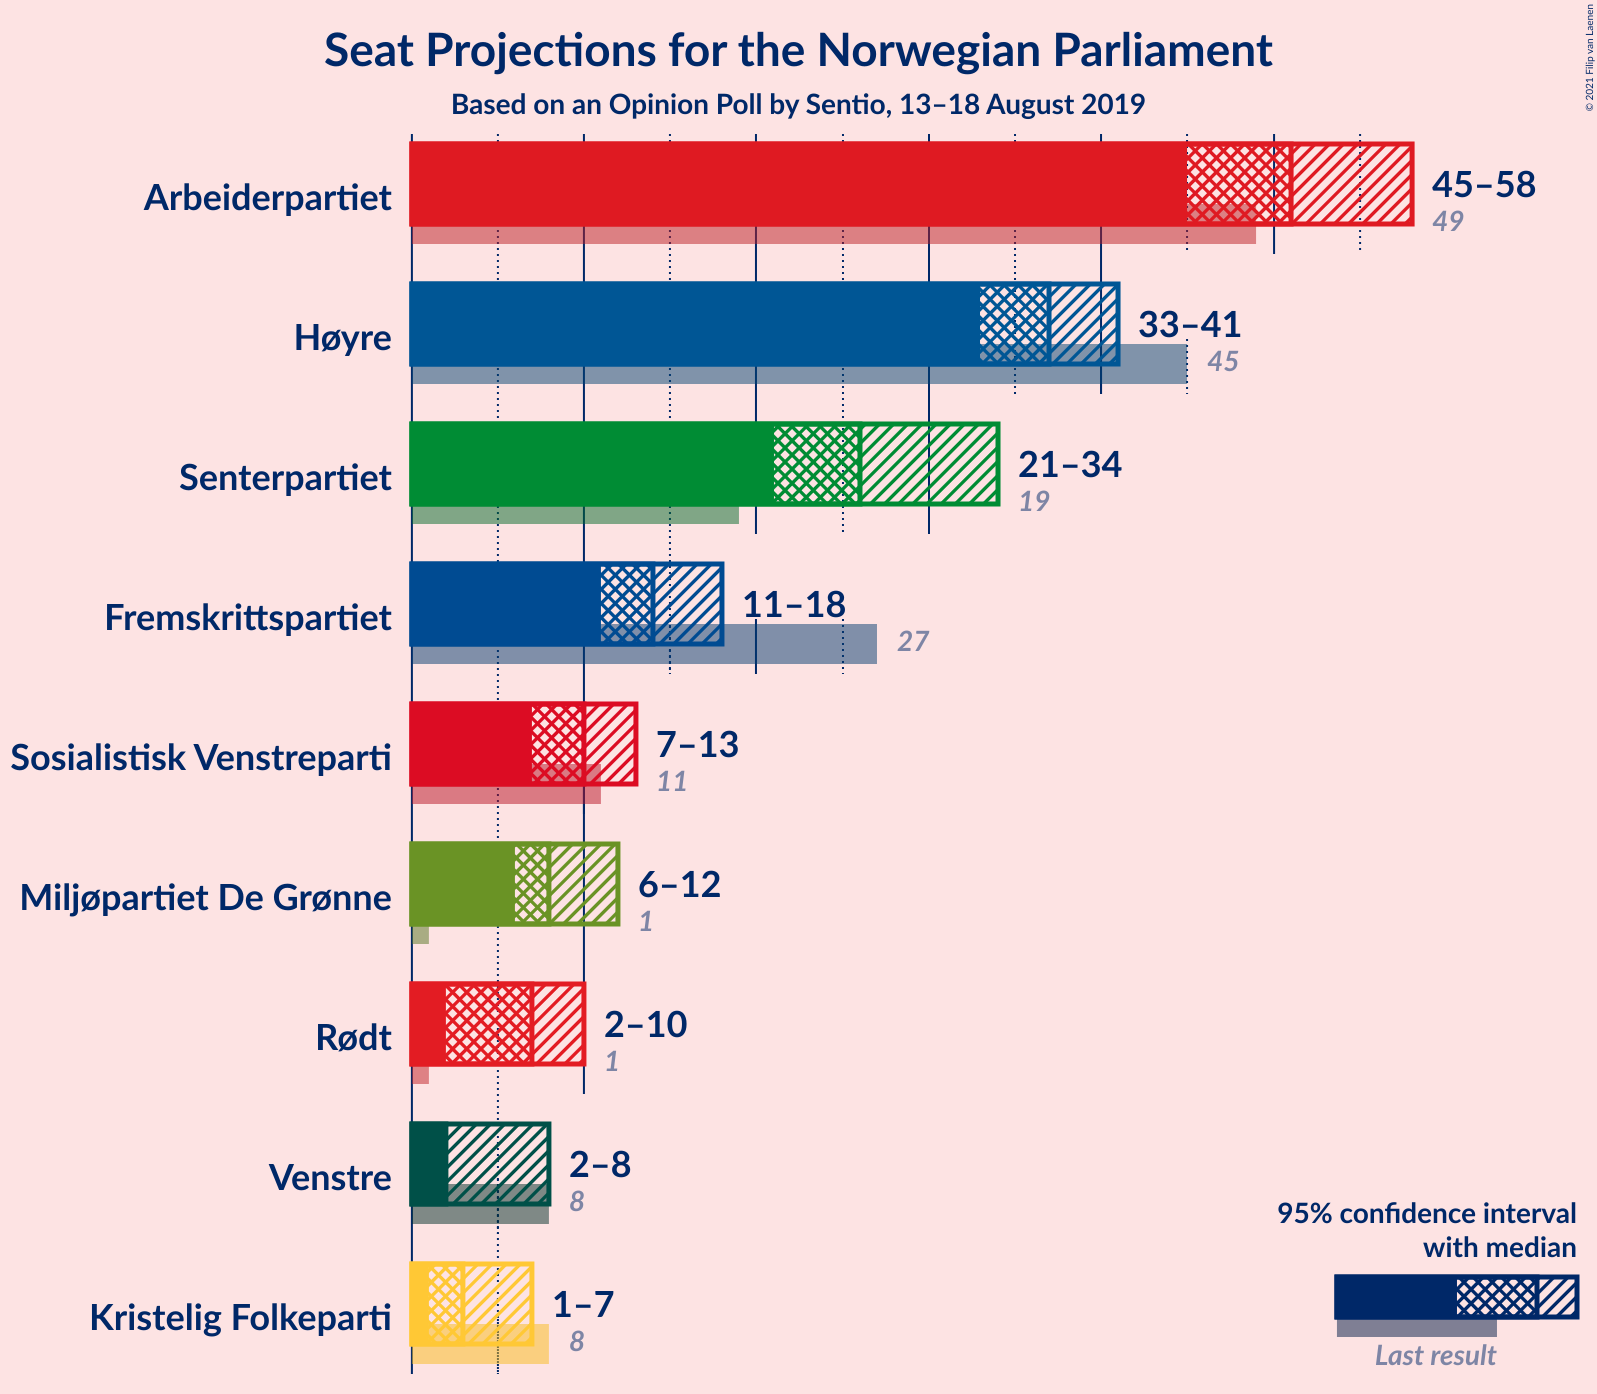 Seat Projections for the Norwegian Parliament
Based on an Opinion Poll by Sentio, 13–18 August 2019
© 2021 Filip van Laenen
Arbeiderpartiet
45–58
49
Høyre
33–41
45
Senterpartiet
21–34
19
Fremskrittspartiet
11–18
27
Sosialistisk Venstreparti
7–13
11
Miljøpartiet De Grønne
6–12
1
Rødt
2–10
1
Venstre
2–8
8
Kristelig Folkeparti
1–7
8
95% confidence interval
with median
Last result